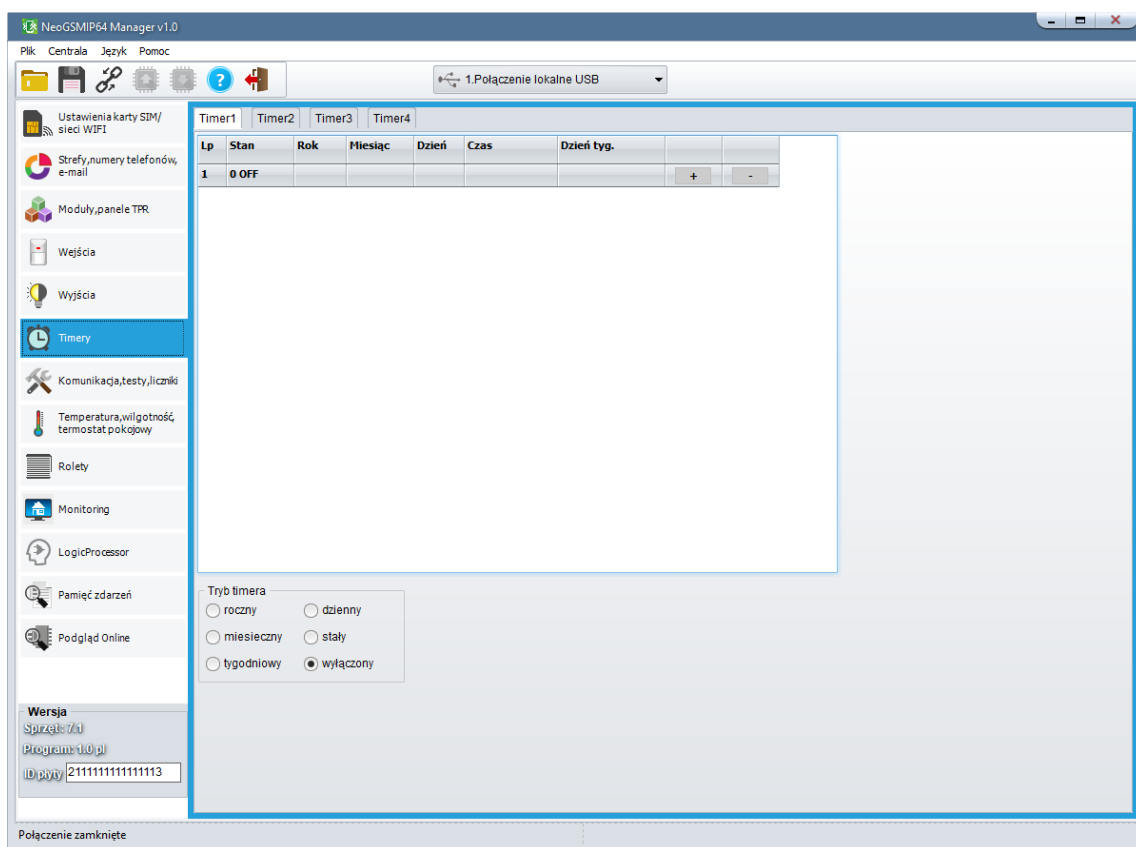 NeoGSMIP64 Manager v1.0
Plik Centrala Język Pomoc
1.Połączenie lokalne USB
Ustawienia karty SIM/
sieci WIFI
Strefy,numery telefonów,
e-mail
Moduły,panele TPR
Wejścia
Wyjścia
Timery
Komunikacja,testy,liczniki
Temperatura,wilgotność,
termostat pokojowy
Rolety
Monitoring
LogicProcessor
Pamięć zdarzeń
Podgląd Online
Wersja
Sprzęt: 7.1
Program: 1.0 pl
ID płyty 2111111111111113
Timer1 Timer2 Timer3 Timer4
Lp Stan Rok Miesiąc Dzień Czas Dzień tyg.
1 0 OFF + -
Tryb timera
roczny dzienny
miesieczny stały
tygodniowy wyłączony
Połączenie zamknięte